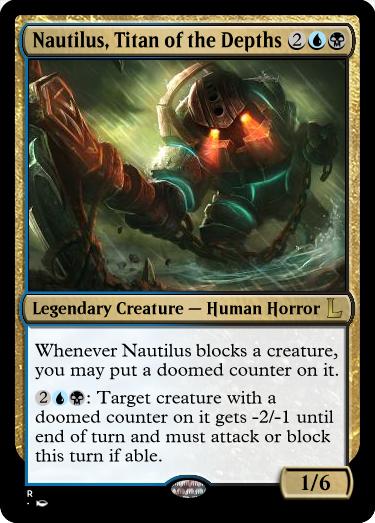 Nautilus, Titan of the Depths 2
Legendary Creature — Human Horror L
Whenever Nautilus blocks a creature,
you may put a doomed counter on it.
2: Target creature with a
doomed counter on it gets -2/-1 until
end of turn and must attack or block
this turn if able.
1/6
R